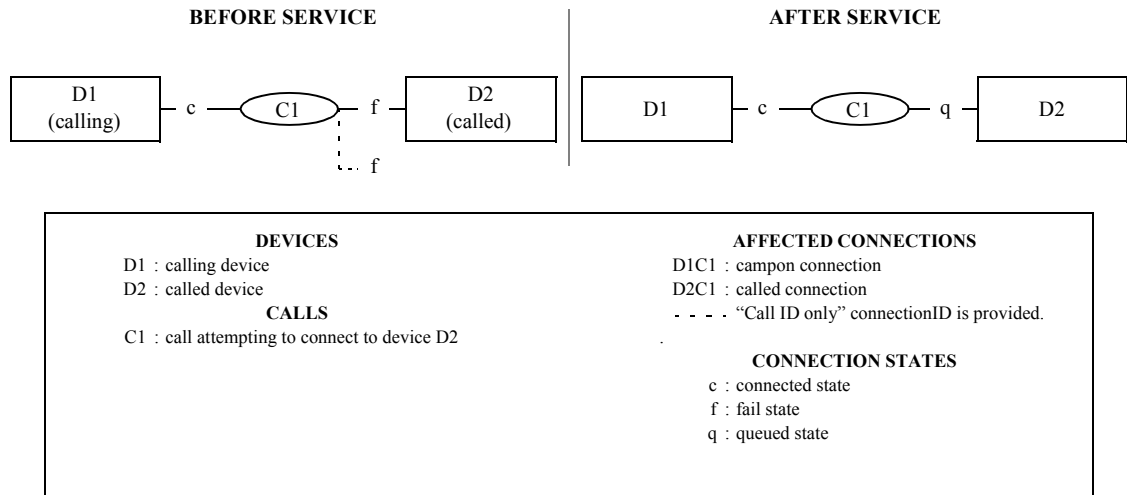 BEFORE SERVICE
AFTER SERVICE
D1
(calling)
c
C1
f
D2
(called)
f
D1
c
C1
q
D2
DEVICES
D1 : calling device
D2 : called device
CALLS
C1 : call attempting to connect to device D2
AFFECTED CONNECTIONS
D1C1 : campon connection
D2C1 : called connection
- - - - “Call ID only” connectionID is provided.
.
CONNECTION STATES
c : connected state
f : fail state
q : queued state